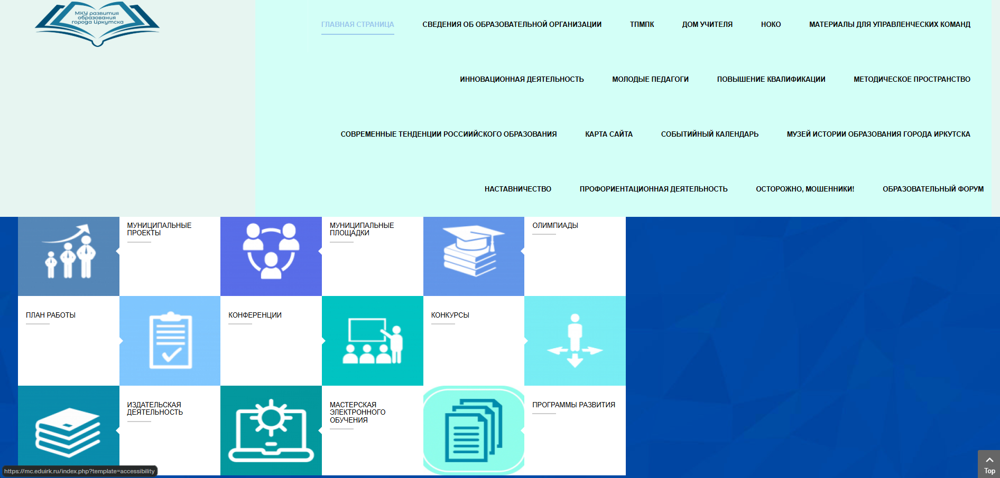 МКУ развития
образования
города Иркутска
ГЛАВНАЯ СТРАНИЦА СВЕДЕНИЯ ОБ ОБРАЗОВАТЕЛЬНОЙ ОРГАНИЗАЦИИ ТПМПК ДОМ УЧИТЕЛЯ НОКО МАТЕРИАЛЫ ДЛЯ УПРАВЛЕНЧЕСКИХ КОМАНД
ИННОВАЦИОННАЯ ДЕЯТЕЛЬНОСТЬ МОЛОДЫЕ ПЕДАГОГИ ПОВЫШЕНИЕ КВАЛИФИКАЦИИ МЕТОДИЧЕСКОЕ ПРОСТРАНСТВО
СОВРЕМЕННЫЕ ТЕНДЕНЦИИ РОССИИЙСКОГО ОБРАЗОВАНИЯ КАРТА САЙТА СОБЫТИЙНЫЙ КАЛЕНДАРЬ МУЗЕЙ ИСТОРИИ ОБРАЗОВАНИЯ ГОРОДА ИРКУТСКА
НАСТАВНИЧЕСТВО ПРОФОРИЕНТАЦИОННАЯ ДЕЯТЕЛЬНОСТЬ ОСТОРОЖНО, МОШЕННИКИ! ОБРАЗОВАТЕЛЬНЫЙ ФОРУМ
МУНИЦИПАЛЬНЫЕ
ПРОЕКТЫ
МУНИЦИПАЛЬНЫЕ
ПЛОЩАДКИ
ОЛИМПИАДЫ
ПЛАН РАБОТЫ
КОНФЕРЕНЦИИ
КОНКУРСЫ
ИЗДАТЕЛЬСКАЯ
ДЕЯТЕЛЬНОСТЬ
МАСТЕРСКАЯ
ЭЛЕКТРОННОГО
ОБУЧЕНИЯ
ПРОГРАММЫ РАЗВИТИЯ
https://mc.eduirk.ru/index.php?template=accessibility
Top